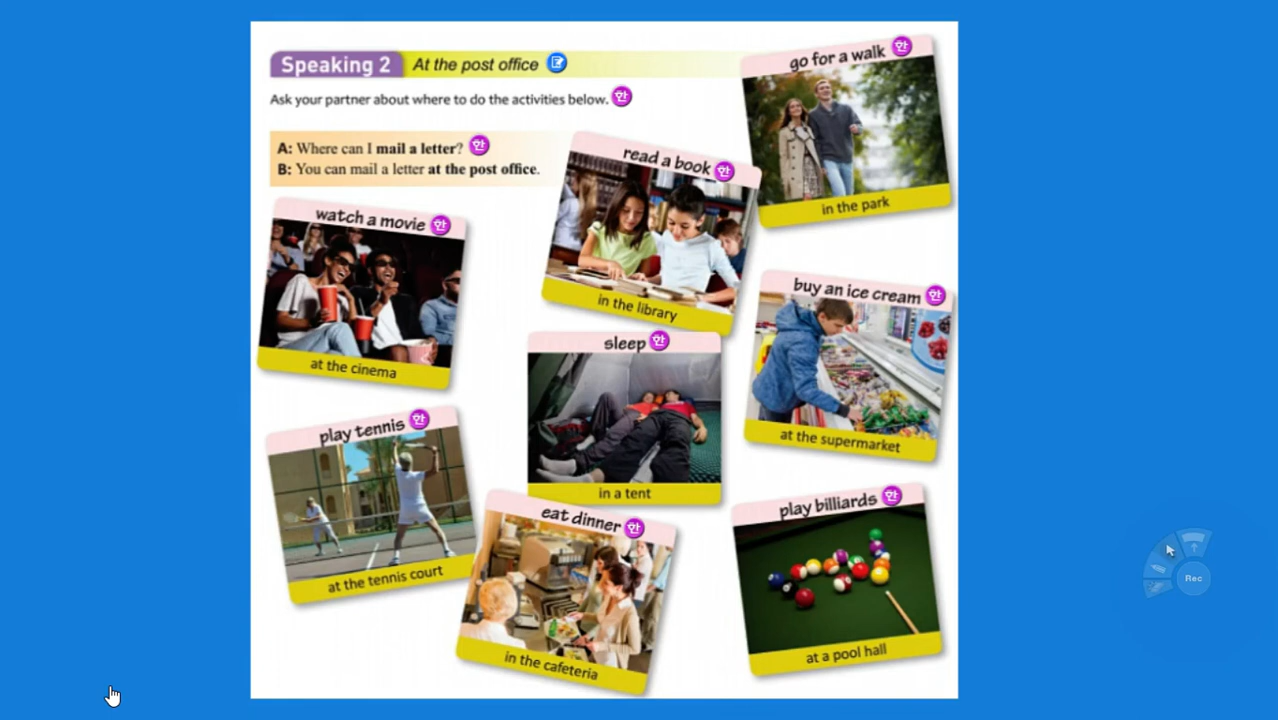 Speaking 2 At the post office
Ask your partner about where to do the activities below. 한
A: Where can I mail a letter? 한
B: You can mail a letter at the post office.
go for a walk 한
in the park
read a book 한
in the library
watch a movie 한
at the cinema
buy an ice cream 한
at the supermarket
sleep 한
in a tent
play tennis 한
at the tennis court
eat dinner 한
in the cafeteria
play billiards 한
at a pool hall
Rec